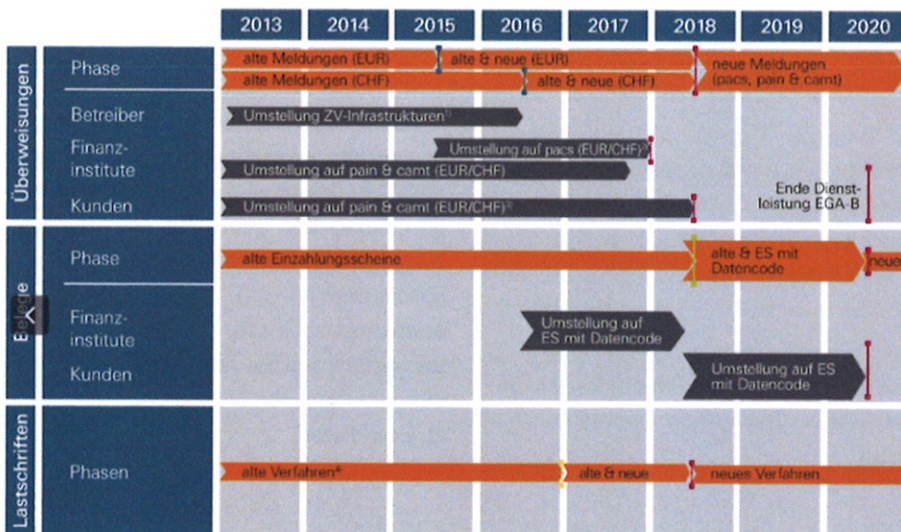 2013 2014 2015 2016 2017 2018 2019 2020
Überweisungen
Phase
alte Meldungen (EUR) alte & neue (EUR)
alte Meldungen (CHF) alte & neue (CHF)
neue Meldungen
(pacs, pain & camt)
Betreiber
Umstellung ZV-Infrastrukturen¹⁾
Finanz-
institute
Umstellung auf pacs (EUR/CHF)
Umstellung auf pain & camt (EUR/CHF)
Kunden
Umstellung auf pain & camt (EUR/CHF)³⁾
Ende Dienst-
leistung EGA-B
Belege
Phase
alte Einzahlungsscheine
alte & ES mit
Datencode
neue
Finanz-
institute
Umstellung auf
ES mit Datencode
Kunden
Umstellung auf ES
mit Datencode
Lastschriften
Phasen
alte Verfahren⁴⁾ alte & neue neues Verfahren